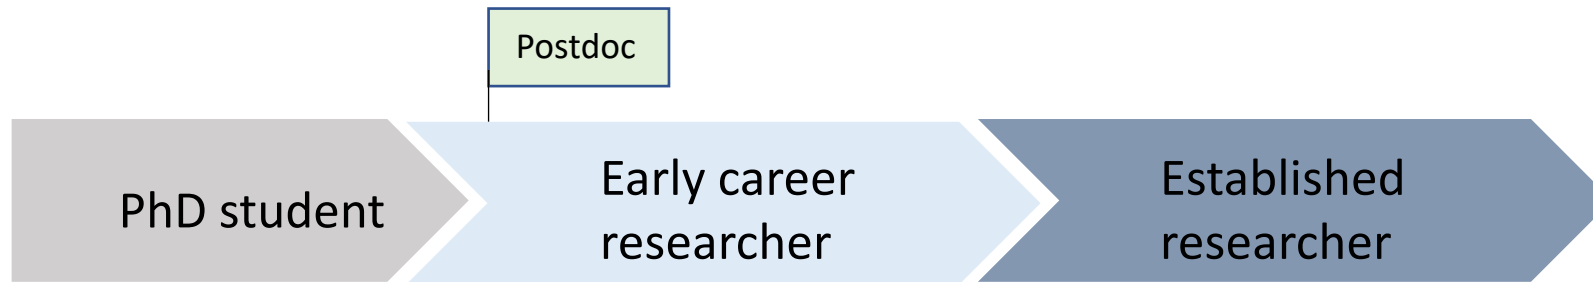 Postdoc
PhD student
Early career
researcher
Established
researcher